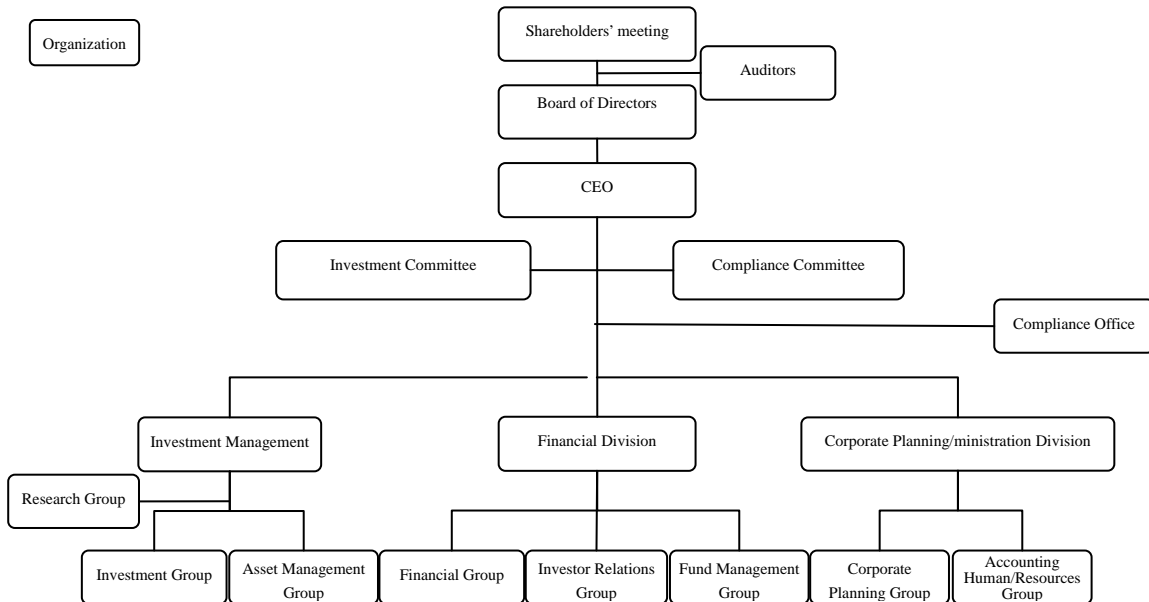 Organization
Shareholders’ meeting
Auditors
Board of Directors
CEO
Investment Committee
Compliance Committee
Compliance Office
Investment Management
Financial Division
Corporate Planning/ministration Division
Research Group
Investment Group
Asset Management
Group
Financial Group
Investor Relations
Group
Fund Management
Group
Corporate
Planning Group
Accounting
Human/Resources
Group